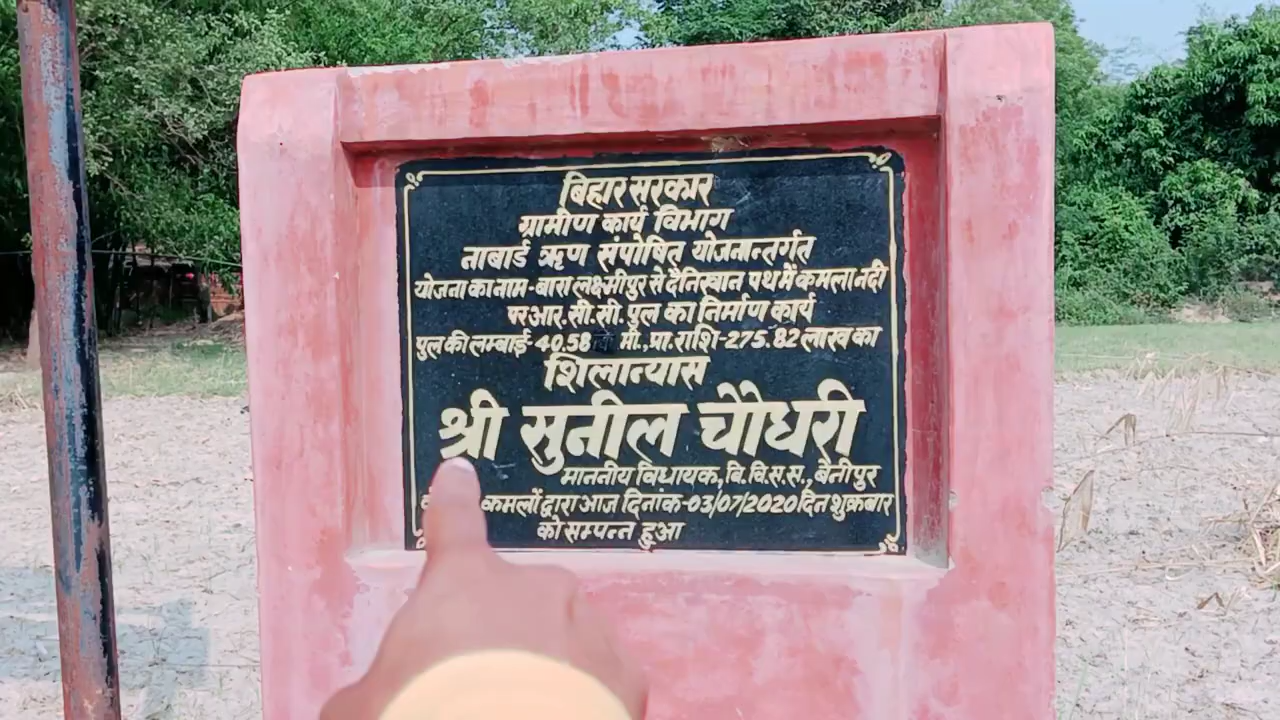 बिहार सरकार
ग्रामीण कार्य विभाग
नाबार्ड ऋण संपोषित योजनान्तर्गत
योजना का नाम-बारा लक्ष्मीपुर से दैनिखान पथ में कमला नदी
पर आर.सी.सी. पुल का निर्माण कार्य
पुल की लम्बाई-40.58 मी.,प्रा.राशि-275.82 लाख का
शिलान्यास
श्री सुनील चौधरी
माननीय विधायक, बि.वि.स.स., बेनीपुर
कमलों द्वारा आज दिनांक-03/07/2020 दिन शुक्रबार
को सम्पन्न हुआ